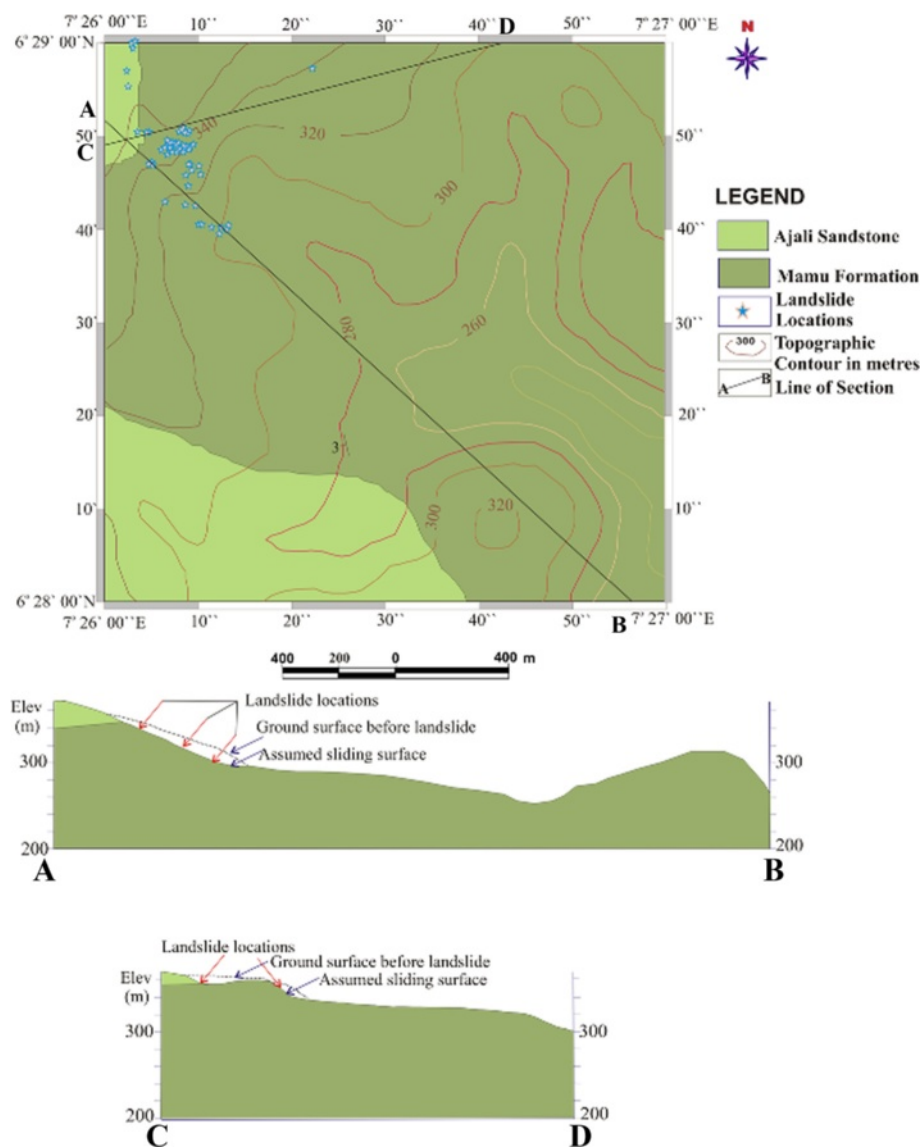 7° 26 00``E 10`` 20`` 30`` 40`` D 50`` 7° 27 00``E
N
6° 29 00``N
A
C
50` 50``
40` 40``
30` 30``
20` 20``
10` 10``
6° 28 00``N
340
320
300
280
260
300 320
3
7° 26 00``E 10`` 20`` 30`` 40`` 50`` 7° 27 00``E
B
LEGEND
Ajali Sandstone
Mamu Formation
Landslide
Locations
300 Topographic
Contour in metres
A B Line of Section
400 200 0 400 m
Elev
(m)
300
200
Landslide locations
Ground surface before landslide
Assumed sliding surface
300
200
A B
Landslide locations
Ground surface before landslide
Assumed sliding surface
Elev
(m)
300 300
200 200
C D